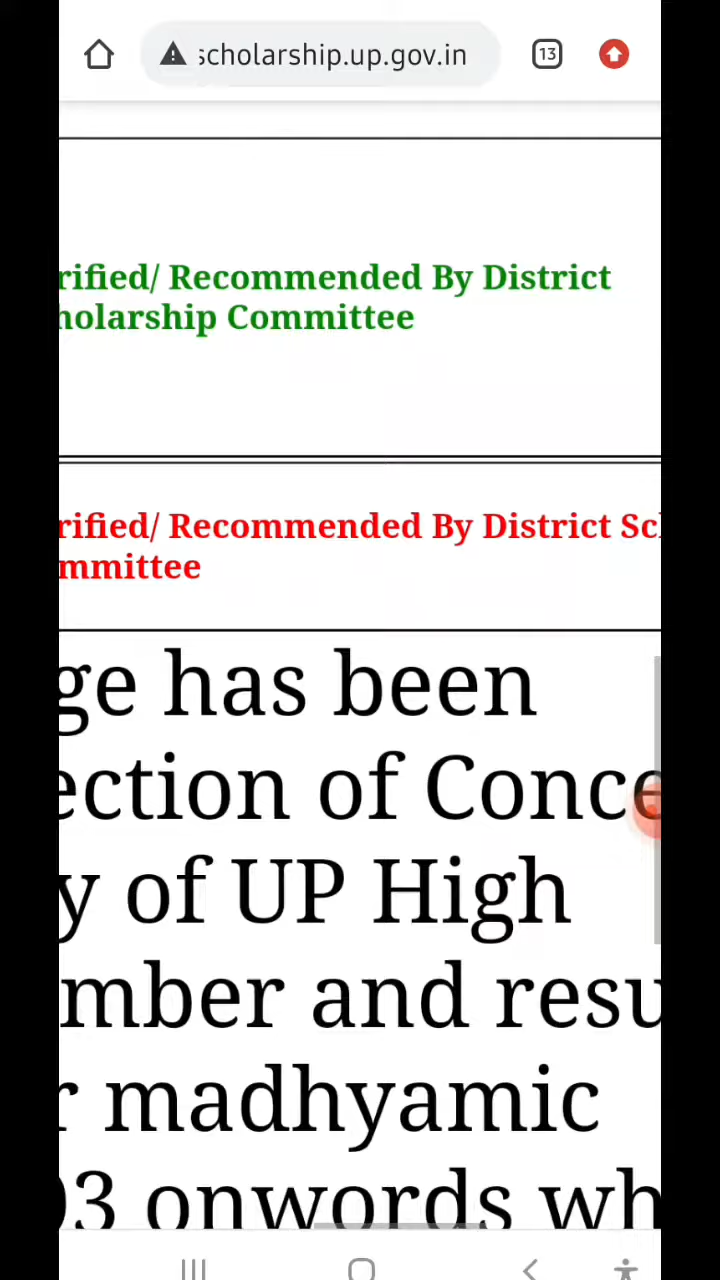 scholarship.up.gov.in
13
rified/ Recommended By District
holarship Committee
rified/ Recommended By District Sc
mmittee
ge has been
ection of Conce
y of UP High
mber and resu
r madhyamic
03 onwords wh